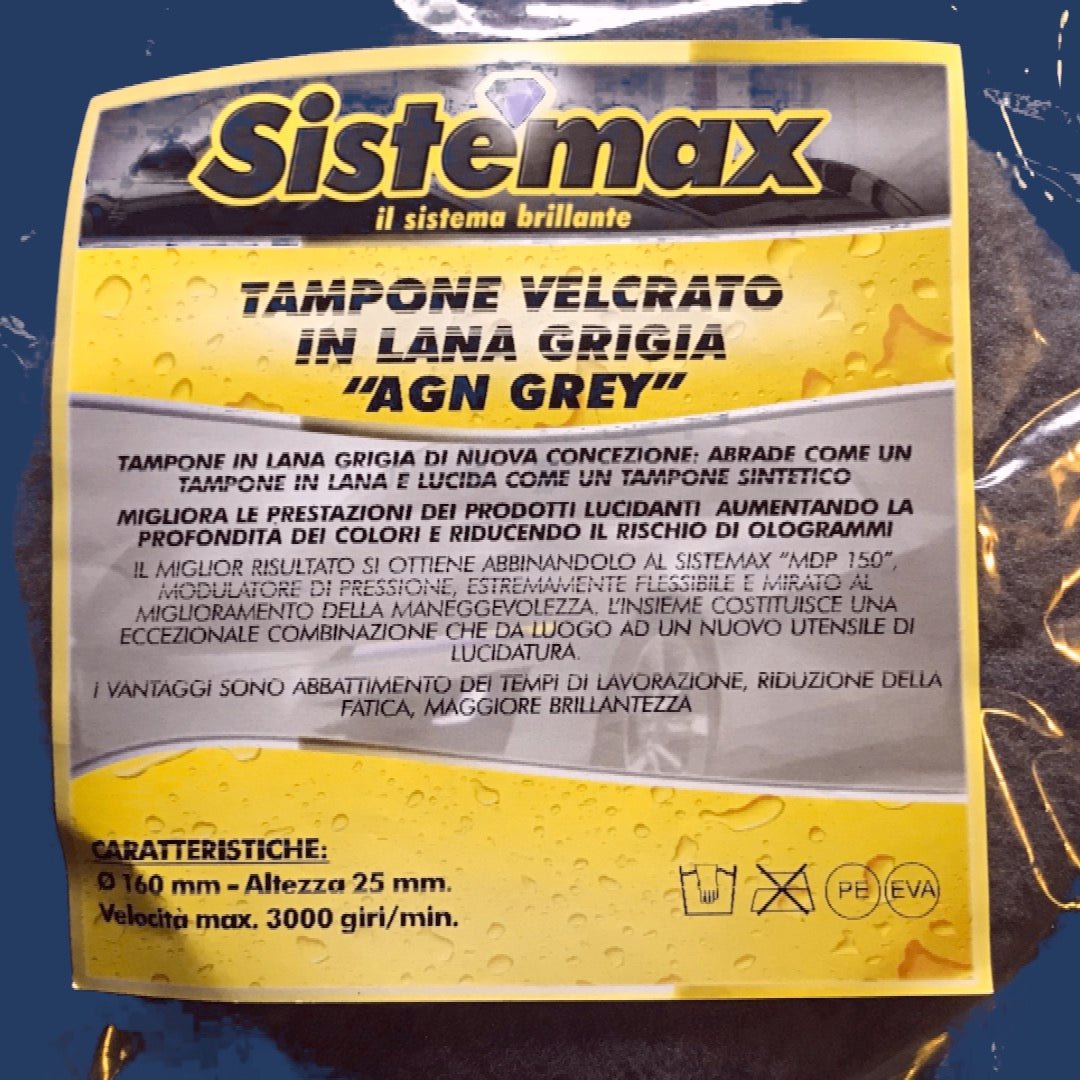 Sistemax
il sistema brillante
TAMPONE VELCRATO
IN LANA GRIGIA
"AGN GREY"
TAMPONE IN LANA GRIGIA DI NUOVA CONCEZIONE: ABRADE COME UN
TAMPONE IN LANA E LUCIDA COME UN TAMPONE SINTETICO
MIGLIORA LE PRESTAZIONI DEI PRODOTTI LUCIDANTI AUMENTANDO LA
PROFONDITÀ DEI COLORI E RIDUCENDO IL RISCHIO DI OLOGRAMMI
IL MIGLIOR RISULTATO SI OTTIENE ABBINANDOLO AL SISTEMAX "MDP 150",
MODULATORE DI PRESSIONE, ESTREMAMENTE FLESSIBILE E MIRATO AL
MIGLIORAMENTO DELLA MANEGGEVOLEZZA. L'INSIEME COSTITUISCE UNA
ECCEZIONALE COMBINAZIONE CHE DA LUOGO AD UN NUOVO UTENSILE DI
LUCIDATURA.
I VANTAGGI SONO ABBATTIMENTO DEI TEMPI DI LAVORAZIONE, RIDUZIONE DELLA
FATICA, MAGGIORE BRILLANTEZZA
CARATTERISTICHE:
Ø 160 mm - Altezza 25 mm.
Velocità max. 3000 giri/min.
PE EVA